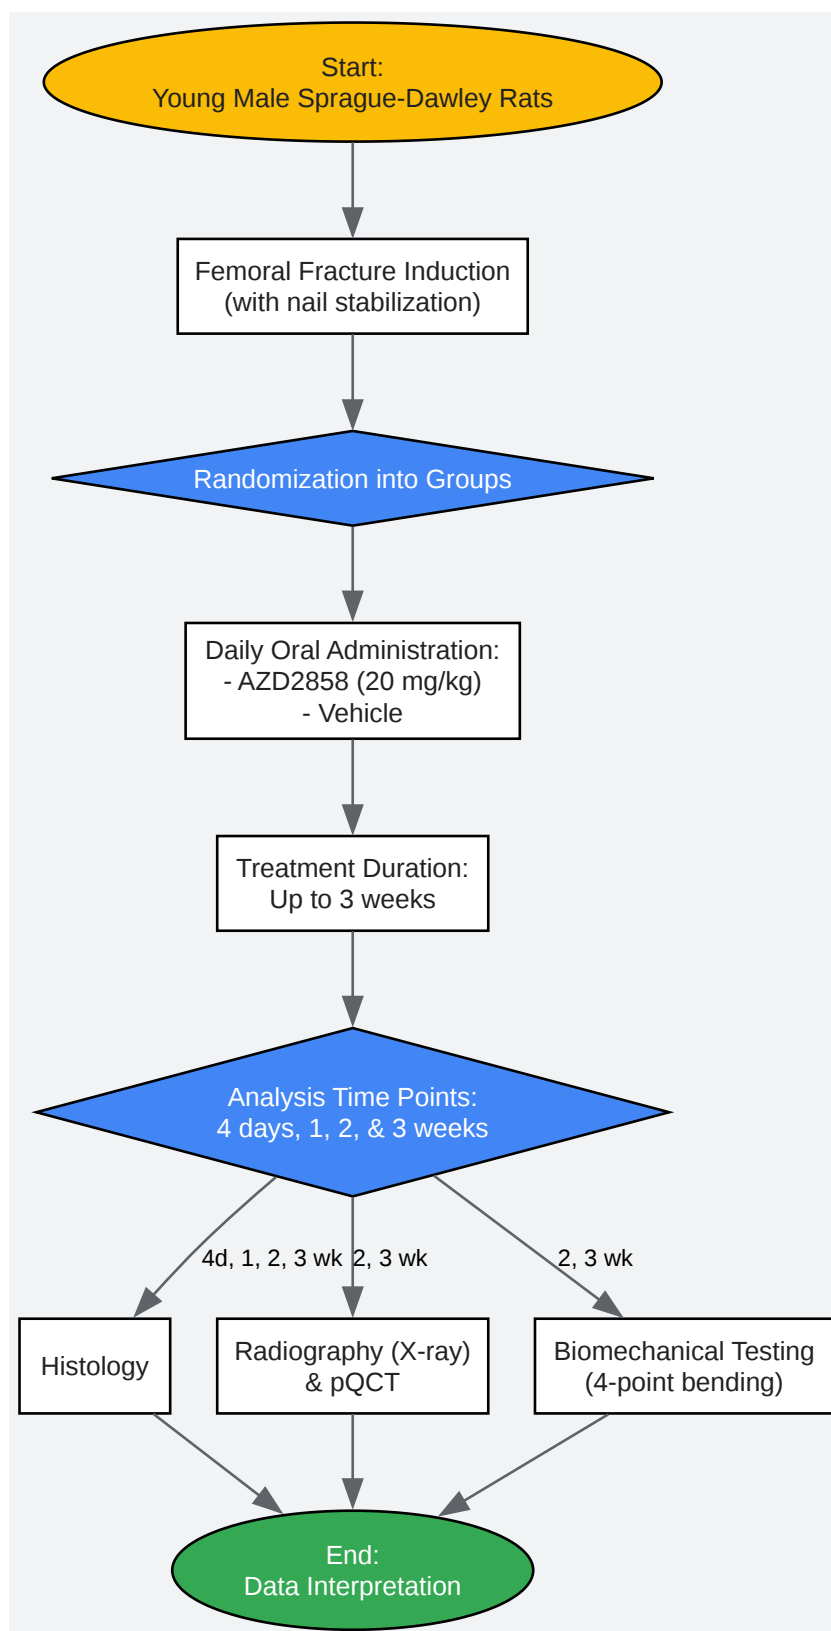 Start:
Young Male Sprague-Dawley Rats
Femoral Fracture Induction
(with nail stabilization)
Randomization into Groups
Daily Oral Administration:
- AZD2858 (20 mg/kg)
- Vehicle
Treatment Duration:
Up to 3 weeks
Analysis Time Points:
4 days, 1, 2, & 3 weeks
4d, 1, 2, 3 wk
2, 3 wk
2, 3 wk
Histology
Radiography (X-ray)
& pQCT
Biomechanical Testing
(4-point bending)
End:
Data Interpretation